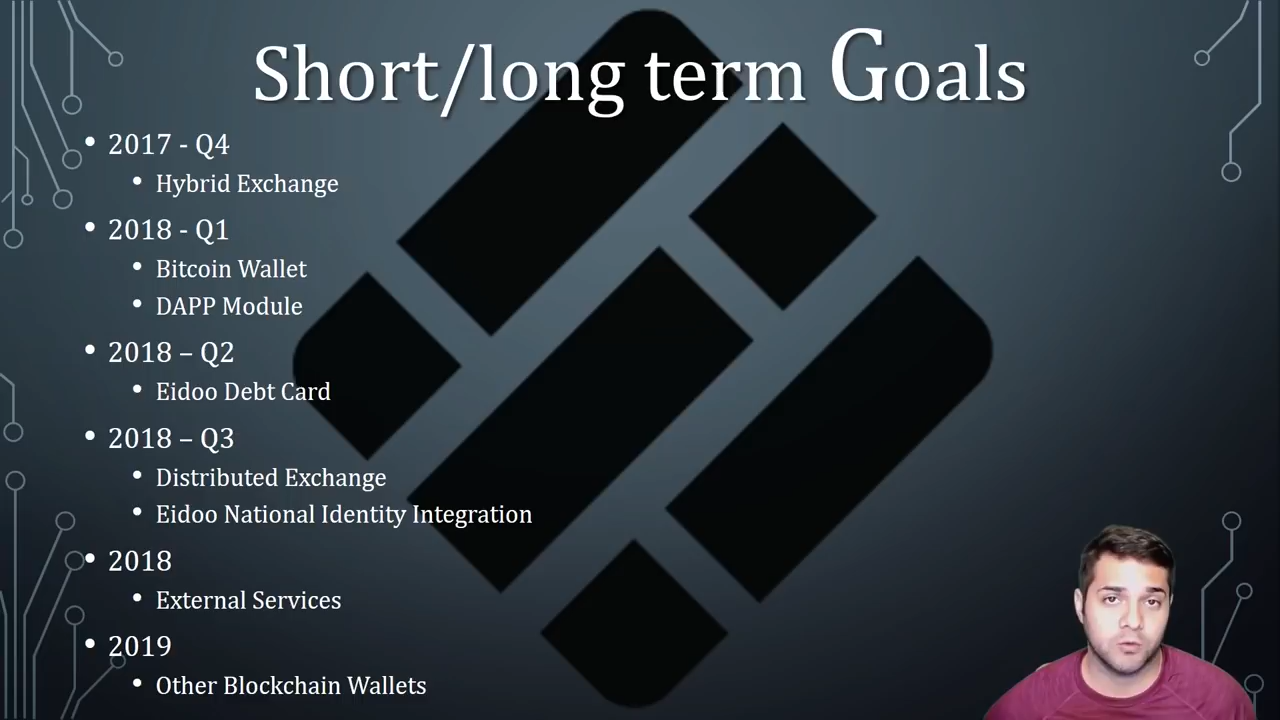 Short/long term Goals
• 2017 - Q4
• Hybrid Exchange
• 2018 - Q1
• Bitcoin Wallet
• DAPP Module
• 2018 – Q2
• Eidoo Debt Card
• 2018 – Q3
• Distributed Exchange
• Eidoo National Identity Integration
• 2018
• External Services
• 2019
• Other Blockchain Wallets